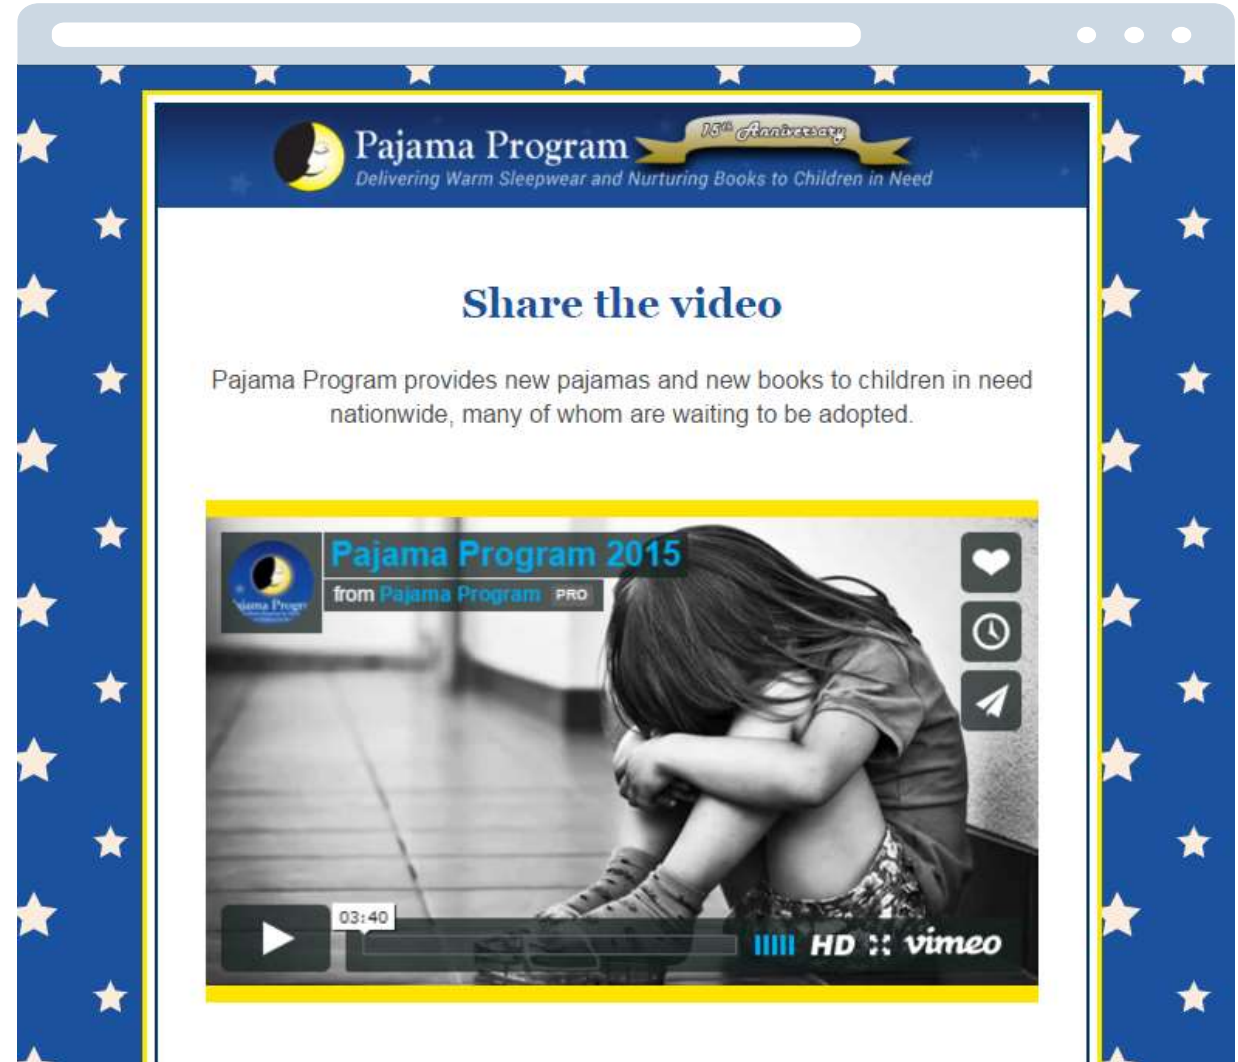 Pajama Program
15th Anniversary
Delivering Warm Sleepwear and Nurturing Books to Children in Need
Share the video
Pajama Program provides new pajamas and new books to children in need
nationwide, many of whom are waiting to be adopted.
Pajama Program 2015
from Pajama Program PRO
03:40
HD vimeo